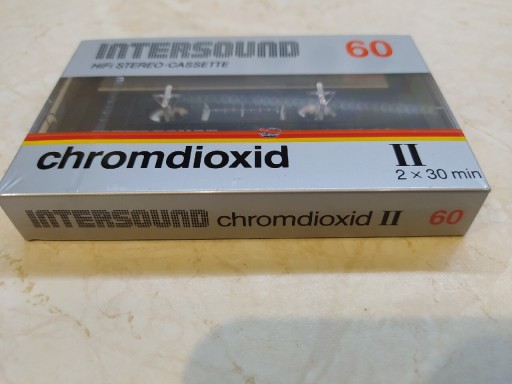 INTERSOUND 60
HIFI STEREO-CASSETTE
chromdioxid II
2 × 30 min
INTERSOUND chromdioxid II 60